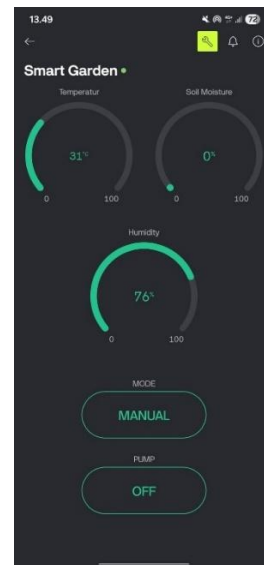 13.49 72
Smart Garden
Temperatur Soil Moisture
31°C 0%
0 100 0 100
Humidity
76%
0 100
MODE
MANUAL
PUMP
OFF